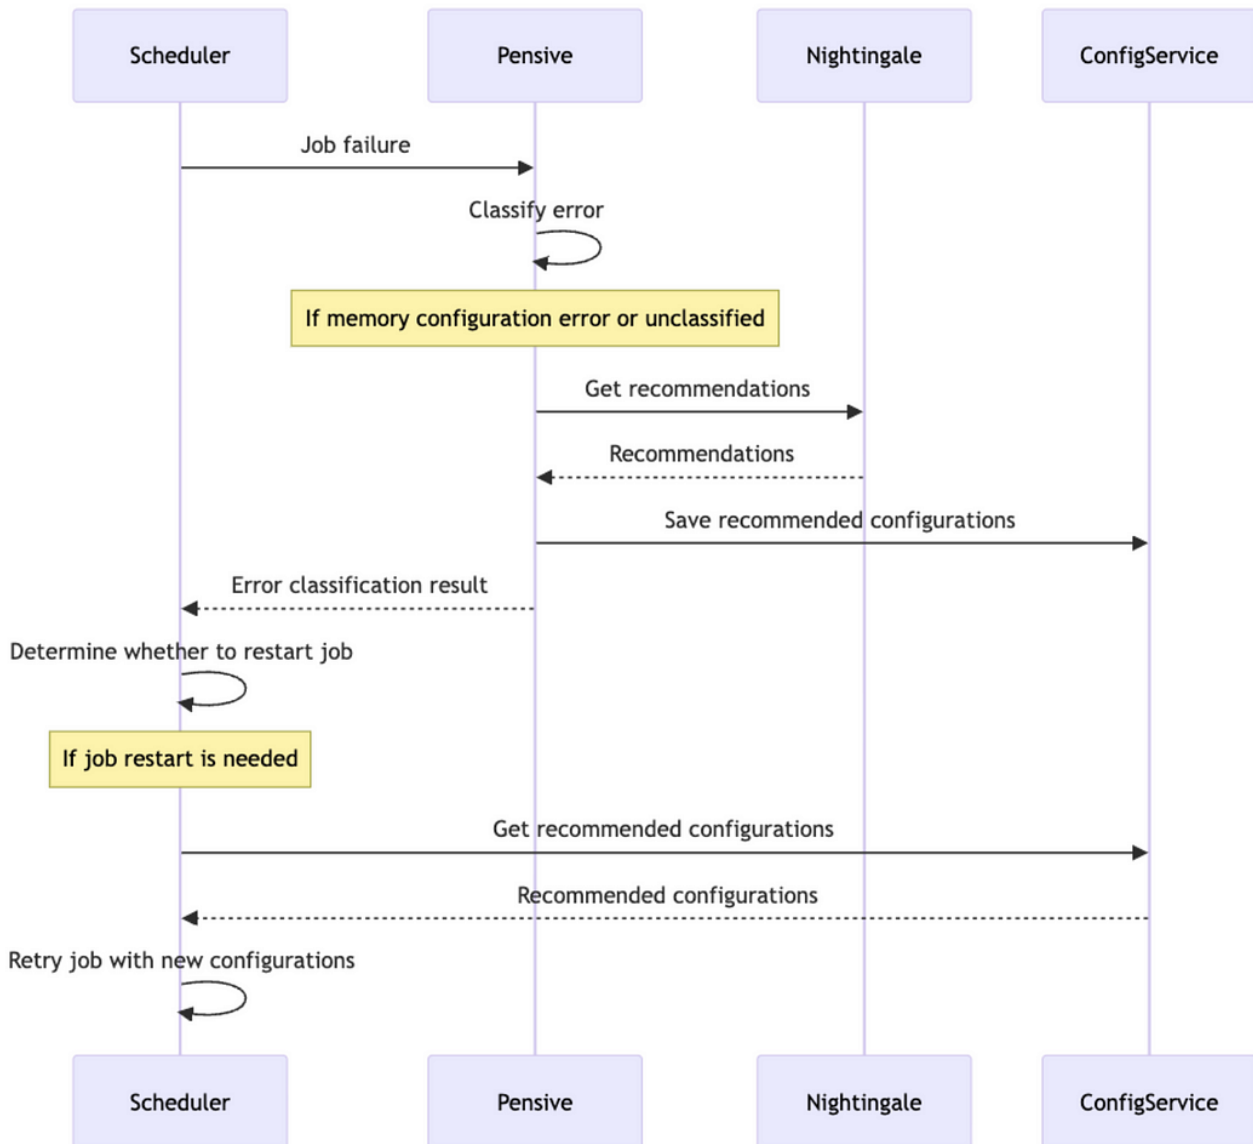 Scheduler
Pensive
Nightingale
ConfigService
Job failure
Classify error
If memory configuration error or unclassified
Get recommendations
Recommendations
Save recommended configurations
Error classification result
Determine whether to restart job
If job restart is needed
Get recommended configurations
Recommended configurations
Retry job with new configurations
Scheduler
Pensive
Nightingale
ConfigService